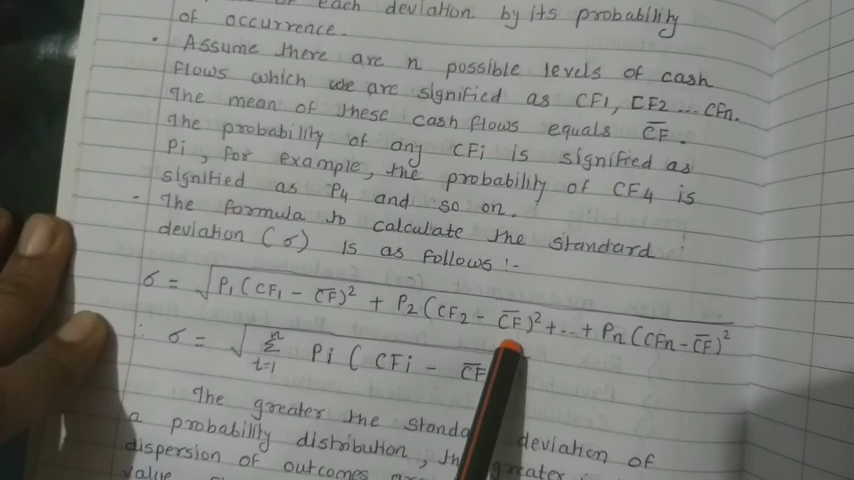 each deviation by its probability
of occurrence.
• Assume there are n possible levels of cash
flows which we are signified as CF1, CF2 ... CFn.
The mean of these cash flows equals C̅F̅.
The probability of any CFi is signified as
Pi, for example, the probability of CF4 is
signified as P4 and so on.
• The formula to calculate the standard
deviation (σ) is as follows :-
σ = √P₁(CF₁ - C̅F̅)² + P₂(CF₂ - C̅F̅)² + ... + Pn(CFn - C̅F̅)²
∴ σ = √ n Σ i=1 Pi ( CFi - C̅F̅
The greater the standa deviation of
a probability distribution, th greater
dispersion of outcomes
value